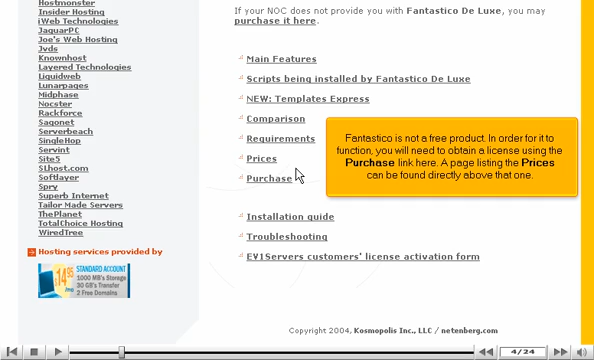 Hostmonster
Insider Hosting
iWeb Technologies
JaguarPC
Joe's Web Hosting
Jvds
Knownhost
Layered Technologies
Liquidweb
Lunarpages
Midphase
Nocster
Rackforce
Sagonet
Serverbeach
SingleHop
Servint
Site5
SLhost.com
Softlayer
Spry
Superb Internet
Tailor Made Servers
ThePlanet
TotalChoice Hosting
WiredTree
Hosting services provided by
$14.95
STANDARD ACCOUNT
1000 MB's Storage
30 GB's Transfer
2 Free Domains
If your NOC does not provide you with Fantastico De Luxe, you may
purchase it here.
Main Features
Scripts being installed by Fantastico De Luxe
NEW: Templates Express
Comparison
Requirements
Prices
Purchase
Fantastico is not a free product. In order for it to
function, you will need to obtain a license using the
Purchase link here. A page listing the Prices
can be found directly above that one.
Installation guide
Troubleshooting
EV1Servers customers' license activation form
Copyright 2004, Kosmopolis Inc., LLC / netenberg.com
4/24